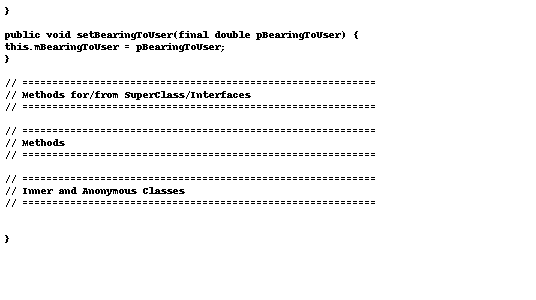 }
public void setBearingToUser(final double pBearingToUser) {
this.mBearingToUser = pBearingToUser;
}
// ===========================================================
// Methods for/from SuperClass/Interfaces
// ===========================================================
// ===========================================================
// Methods
// ===========================================================
// ===========================================================
// Inner and Anonymous Classes
// ===========================================================
}